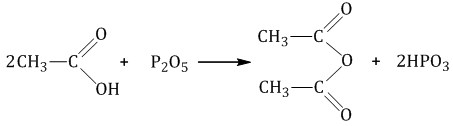 O O
CH₃—C
2CH₃—C + P₂O₅ ⟶ O + 2HPO₃
OH CH₃—C
O